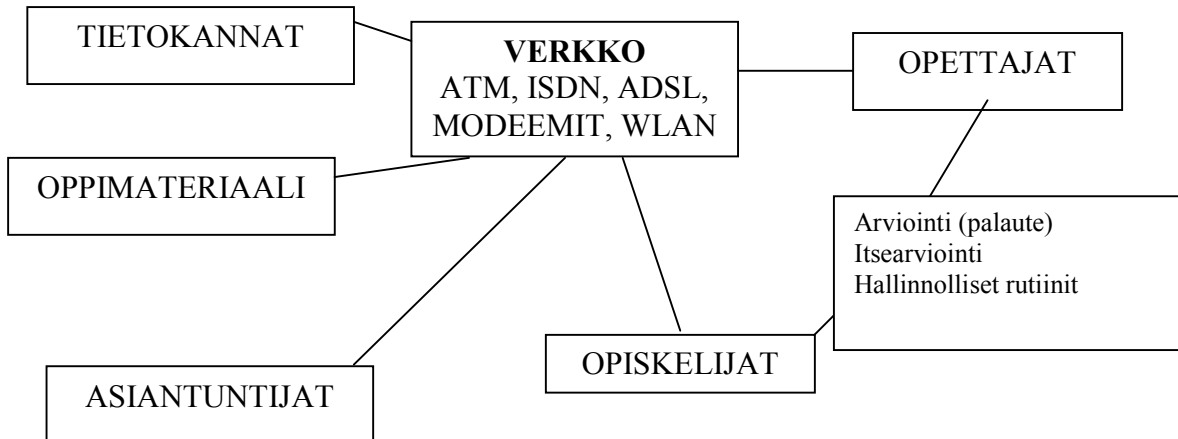 TIETOKANNAT
VERKKO
ATM, ISDN, ADSL,
MODEEMIT, WLAN
OPETTAJAT
OPPIMATERIAALI
Arviointi (palaute)
Itsearviointi
Hallinnolliset rutiinit
OPISKELIJAT
ASIANTUNTIJAT